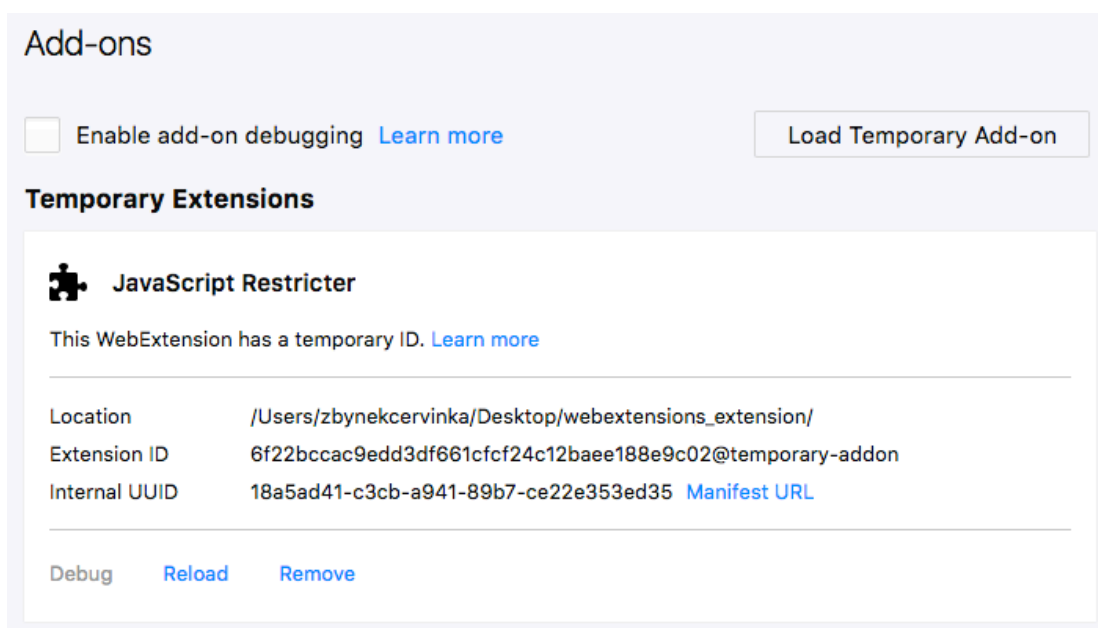 Add-ons
Enable add-on debugging Learn more Load Temporary Add-on
Temporary Extensions
JavaScript Restricter
This WebExtension has a temporary ID. Learn more
Location /Users/zbynekcervinka/Desktop/webextensions_extension/
Extension ID 6f22bccac9edd3df661cfcf24c12baee188e9c02@temporary-addon
Internal UUID 18a5ad41-c3cb-a941-89b7-ce22e353ed35 Manifest URL
Debug Reload Remove